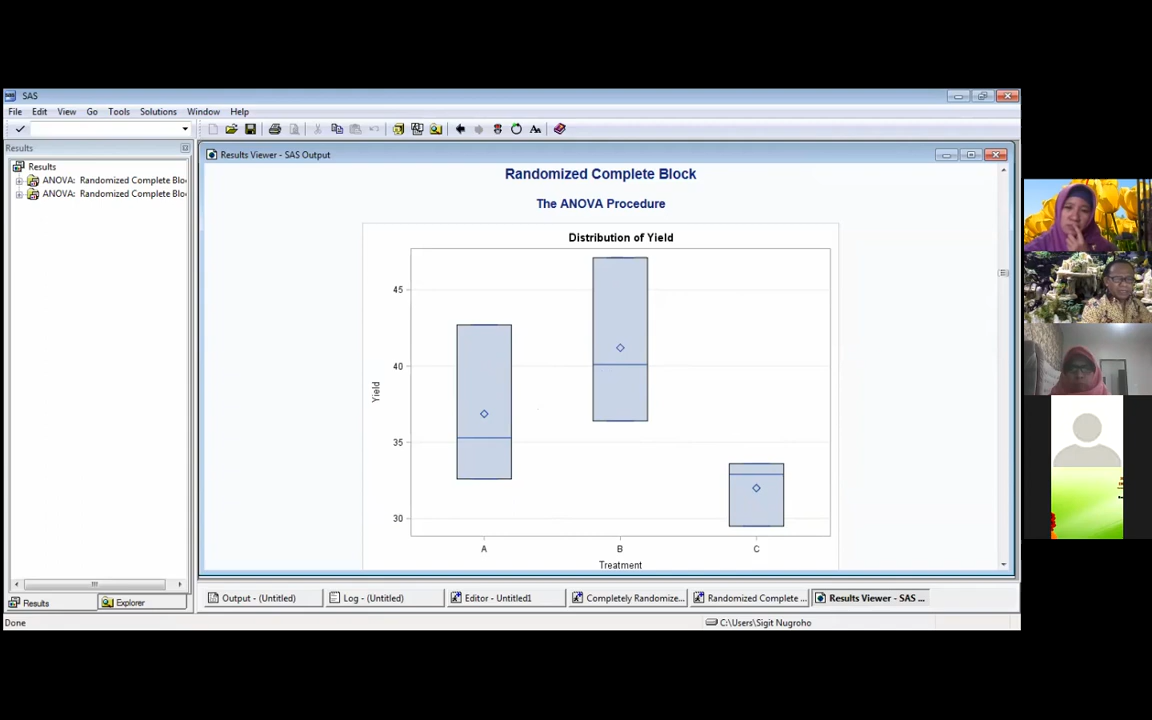 SAS
File Edit View Go Tools Solutions Window Help
Results
Results Viewer - SAS Output
Results
ANOVA: Randomized Complete Blo
ANOVA: Randomized Complete Blo
Randomized Complete Block
The ANOVA Procedure
Distribution of Yield
45
40
35
30
Yield
A B C
Treatment
Results Explorer
Output - (Untitled) Log - (Untitled) Editor - Untitled1 Completely Randomize... Randomized Complete ... Results Viewer - SAS ...
Done C:\Users\Sigit Nugroho